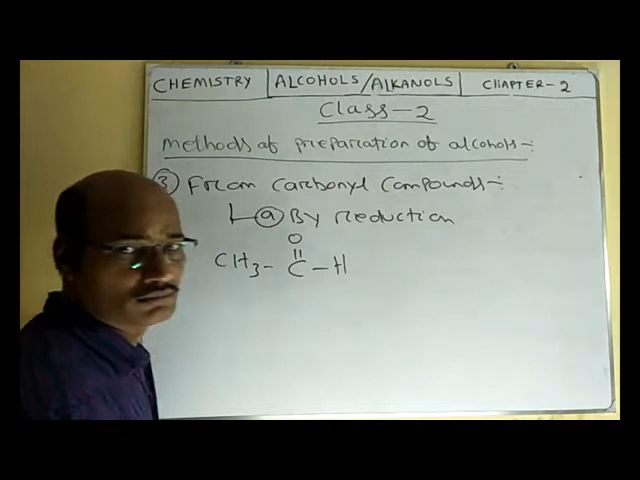 CHEMISTRY ALCOHOLS/ALKANOLS CHAPTER-2
Class-2
Methods of preparation of alcohols:-
③ From Carbonyl Compounds:-
ⓐ By reduction
O
||
CH3-C-H